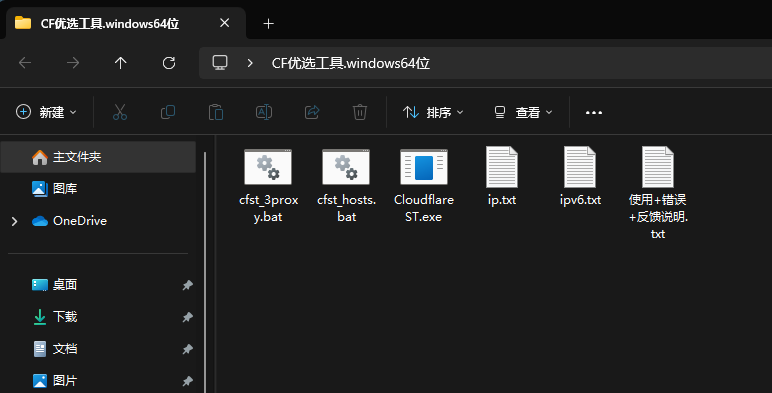 CF优选工具.windows64位
CF优选工具.windows64位
新建
排序
查看
主文件夹
图库
OneDrive
桌面
下载
文档
图片
cfst_3prox
y.bat
cfst_hosts.
bat
Cloudflare
ST.exe
ip.txt
ipv6.txt
使用+错误
+反馈说明.
txt